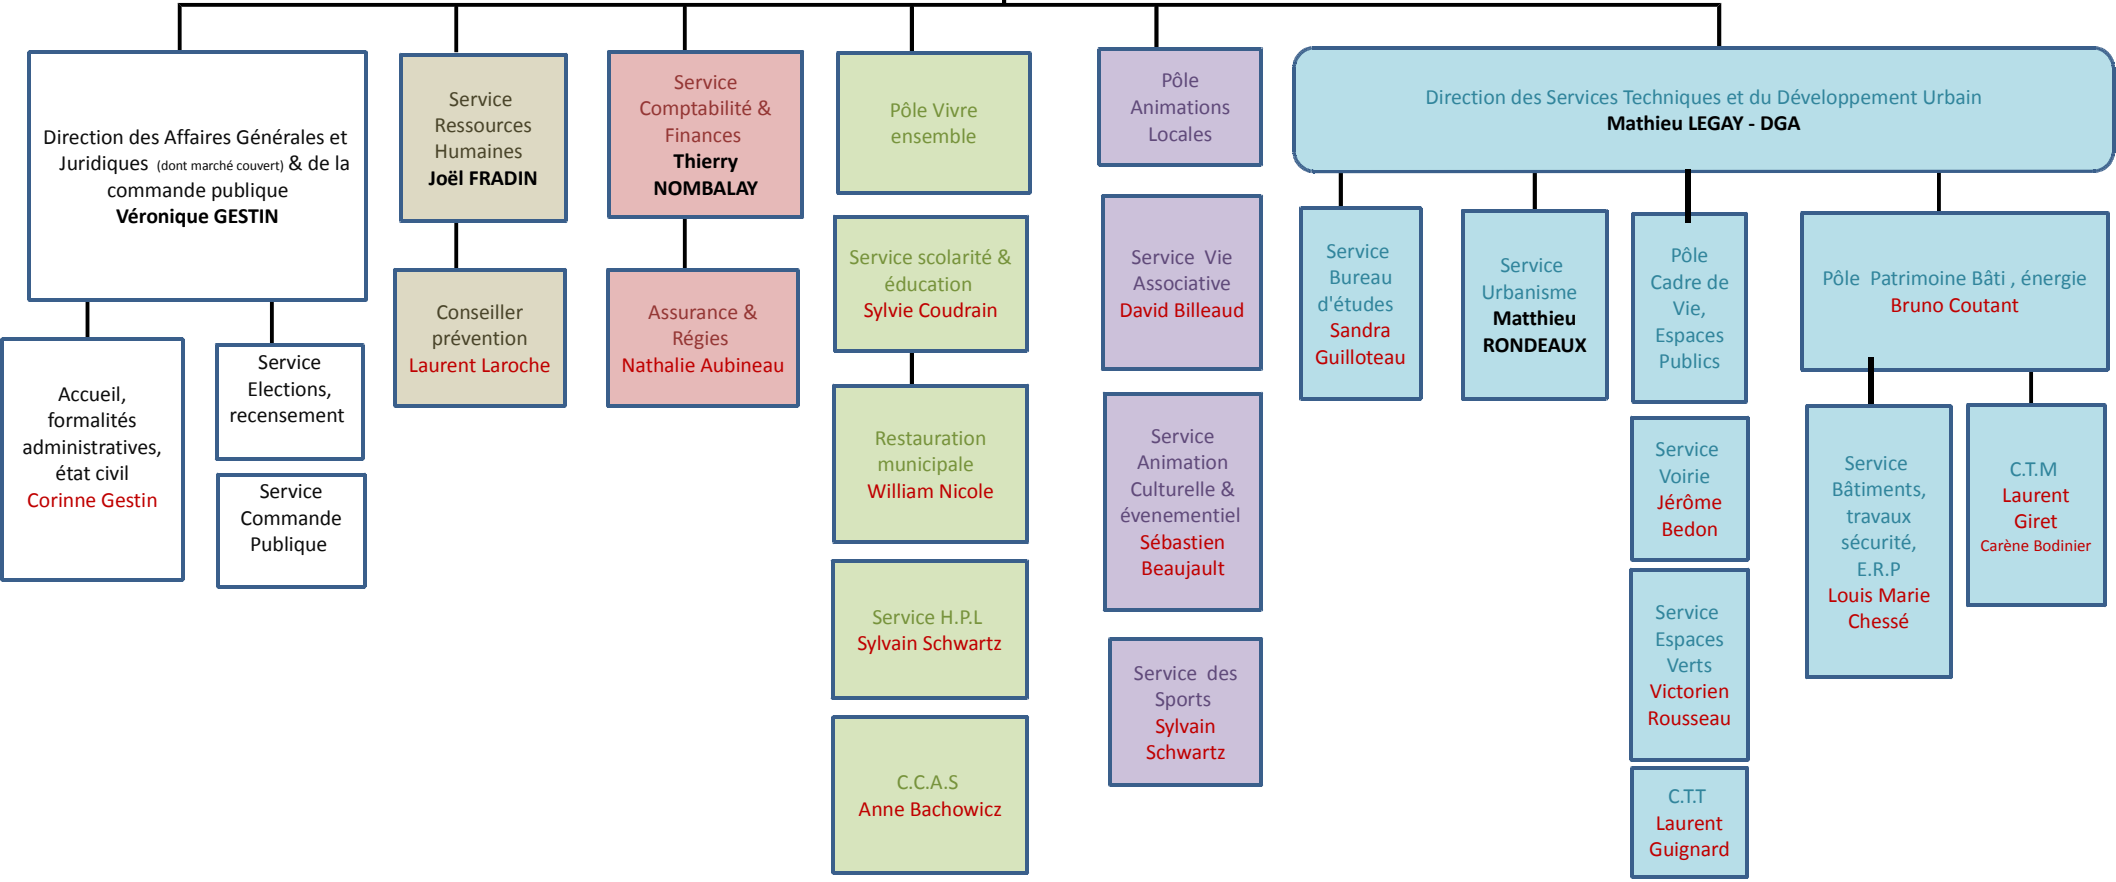 Direction des Affaires Générales et
Juridiques (dont marché couvert) & de la
commande publique
Véronique GESTIN
Accueil,
formalités
administratives,
état civil
Corinne Gestin
Service
Elections,
recensement
Service
Commande
Publique
Service
Ressources
Humaines
Joël FRADIN
Conseiller
prévention
Laurent Laroche
Service
Comptabilité &
Finances
Thierry
NOMBALAY
Assurance &
Régies
Nathalie Aubineau
Pôle Vivre
ensemble
Service scolarité &
éducation
Sylvie Coudrain
Restauration
municipale
William Nicole
Service H.P.L
Sylvain Schwartz
C.C.A.S
Anne Bachowicz
Pôle
Animations
Locales
Service Vie
Associative
David Billeaud
Service
Animation
Culturelle &
évenementiel
Sébastien
Beaujault
Service des
Sports
Sylvain
Schwartz
Direction des Services Techniques et du Développement Urbain
Mathieu LEGAY - DGA
Service
Bureau
d'études
Sandra
Guilloteau
Service
Urbanisme
Matthieu
RONDEAUX
Pôle
Cadre de
Vie,
Espaces
Publics
Service
Voirie
Jérôme
Bedon
Service
Espaces
Verts
Victorien
Rousseau
C.T.T
Laurent
Guignard
Pôle Patrimoine Bâti , énergie
Bruno Coutant
Service
Bâtiments,
travaux
sécurité,
E.R.P
Louis Marie
Chessé
C.T.M
Laurent
Giret
Carène Bodinier